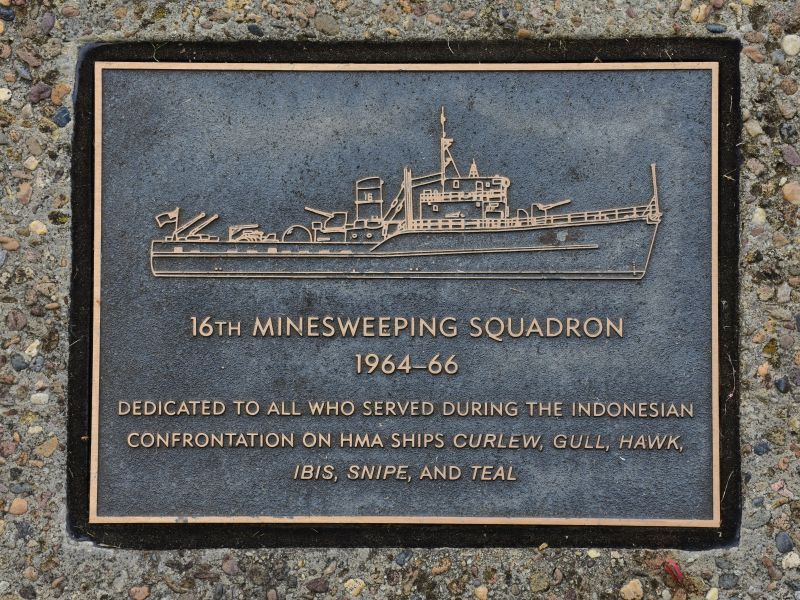 16TH MINESWEEPING SQUADRON
1964–66
DEDICATED TO ALL WHO SERVED DURING THE INDONESIAN
CONFRONTATION ON HMA SHIPS CURLEW, GULL, HAWK,
IBIS, SNIPE, AND TEAL